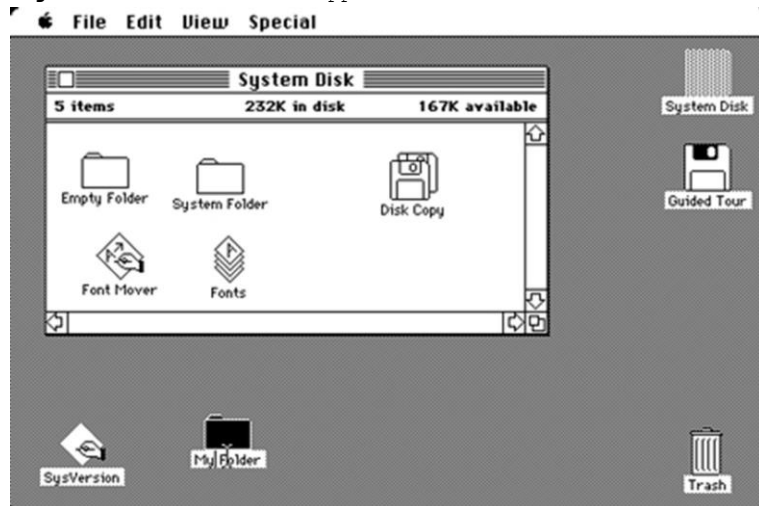 File Edit View Special
System Disk
5 items 232K in disk 167K available
System Disk
Empty Folder System Folder Disk Copy
Guided Tour
Font Mover Fonts
My Folder
SysVersion
Trash